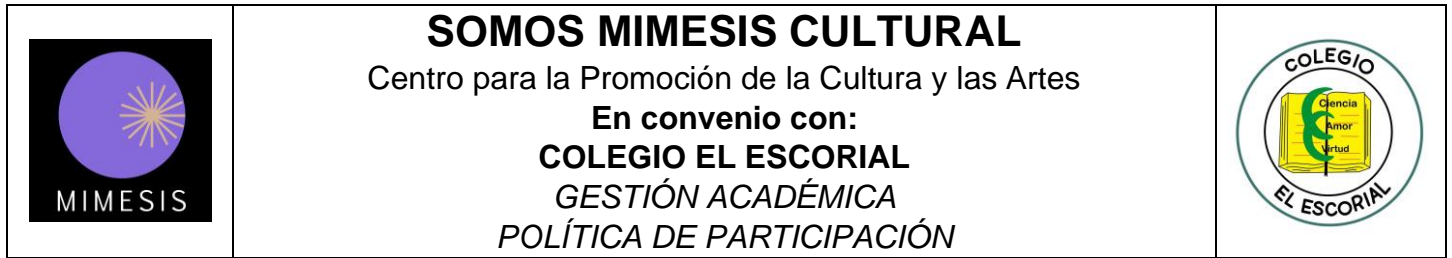 MIMESIS
SOMOS MIMESIS CULTURAL
Centro para la Promoción de la Cultura y las Artes
En convenio con:
COLEGIO EL ESCORIAL
GESTIÓN ACADÉMICA
POLÍTICA DE PARTICIPACIÓN
COLEGIO
Ciencia
Amor
Virtud
EL ESCORIAL